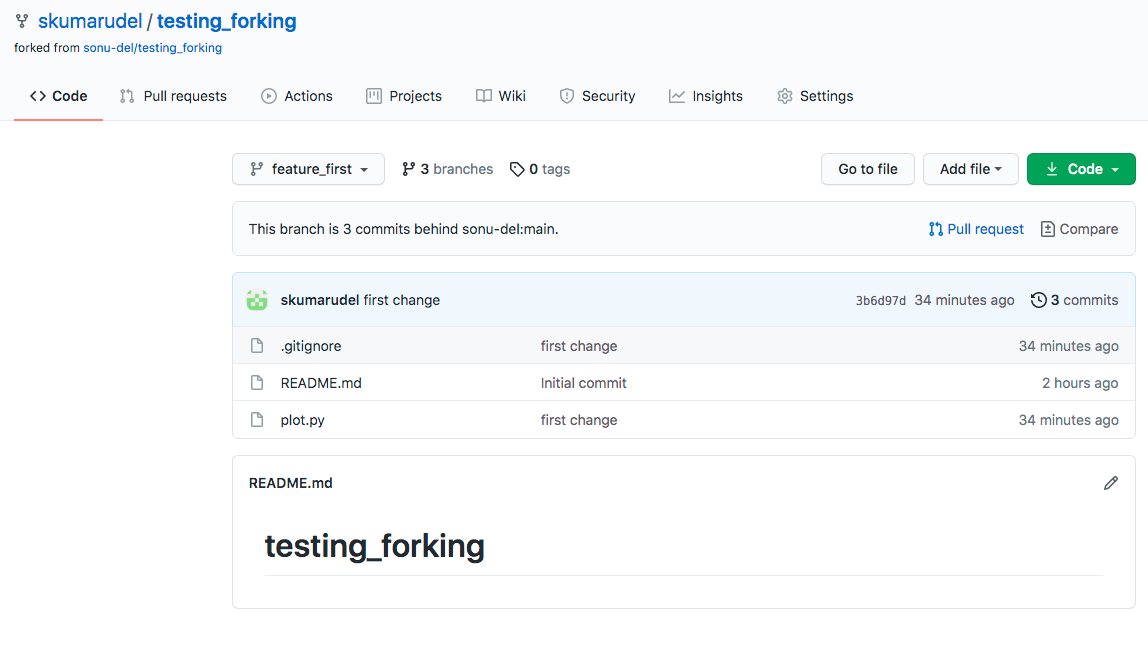 skumarudel / testing_forking
forked from sonu-del/testing_forking
Code Pull requests Actions Projects Wiki Security Insights Settings
feature_first 3 branches 0 tags Go to file Add file Code
This branch is 3 commits behind sonu-del:main. Pull request Compare
skumarudel first change 3b6d97d 34 minutes ago 3 commits
.gitignore first change 34 minutes ago
README.md Initial commit 2 hours ago
plot.py first change 34 minutes ago
README.md
testing_forking